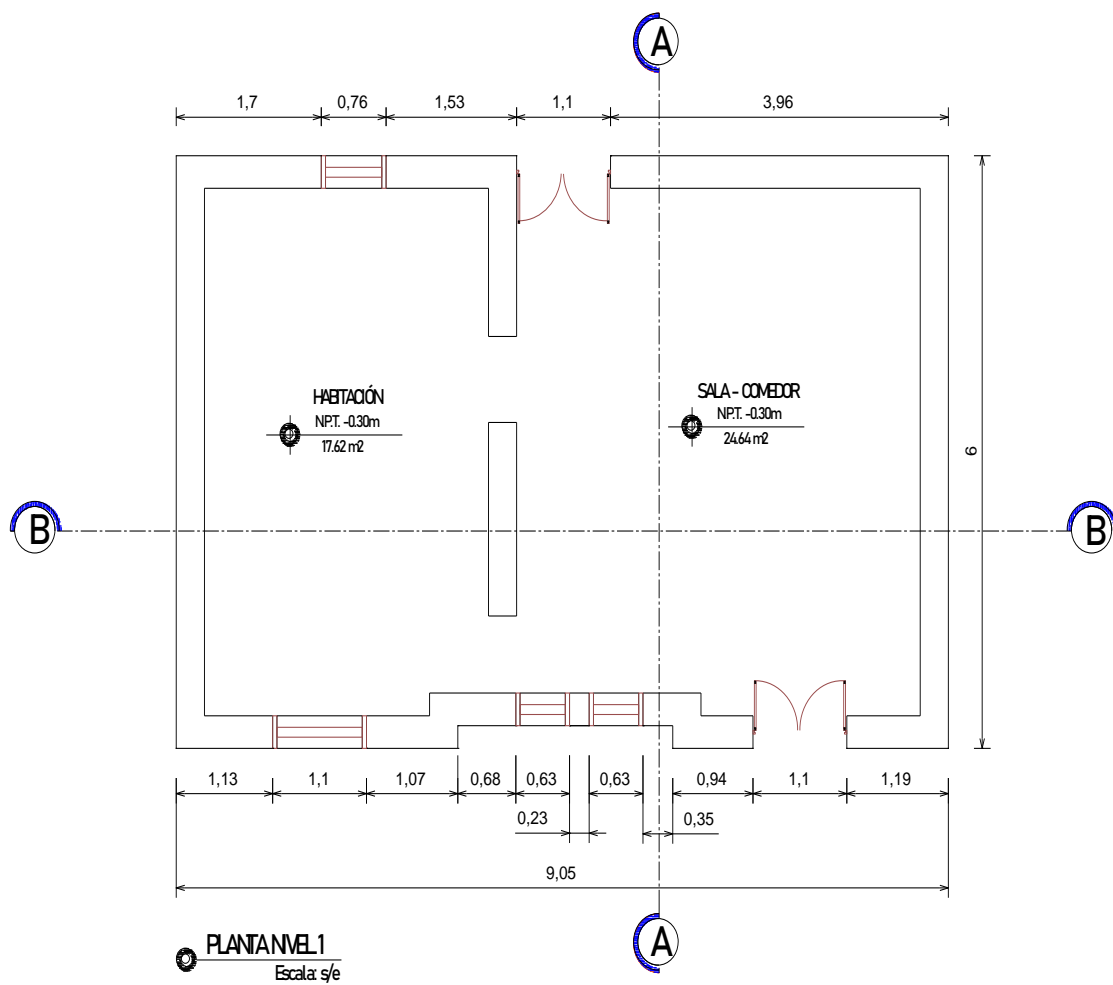 A
1,7
0,76
1,53
1,1
3,96
HABITACIÓN
N.P.T. -0.30m
17.62 m2
SALA - COMEDOR
N.P.T. -0.30m
24.64 m2
6
B
B
1,13
1,1
1,07
0,68
0,63
0,63
0,94
1,1
1,19
0,23
0,35
9,05
A
PLANTA NIVEL 1
Escala: s/e